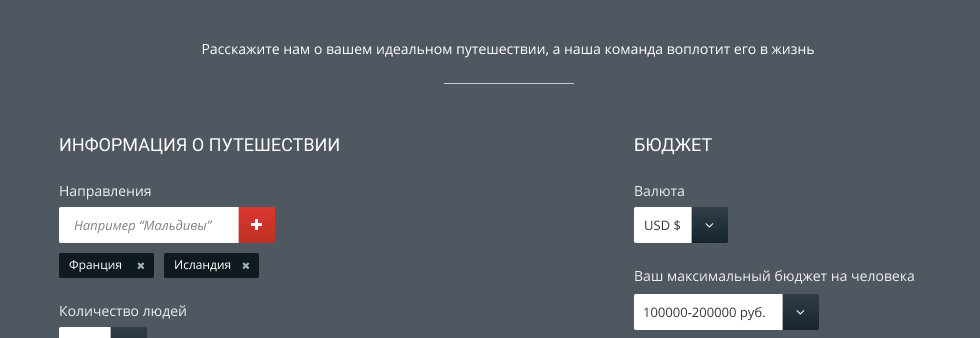 Расскажите нам о вашем идеальном путешествии, а наша команда воплотит его в жизнь
ИНФОРМАЦИЯ О ПУТЕШЕСТВИИ
Направления
Например “Мальдивы”
Франция
Исландия
Количество людей
БЮДЖЕТ
Валюта
USD $
Ваш максимальный бюджет на человека
100000-200000 руб.